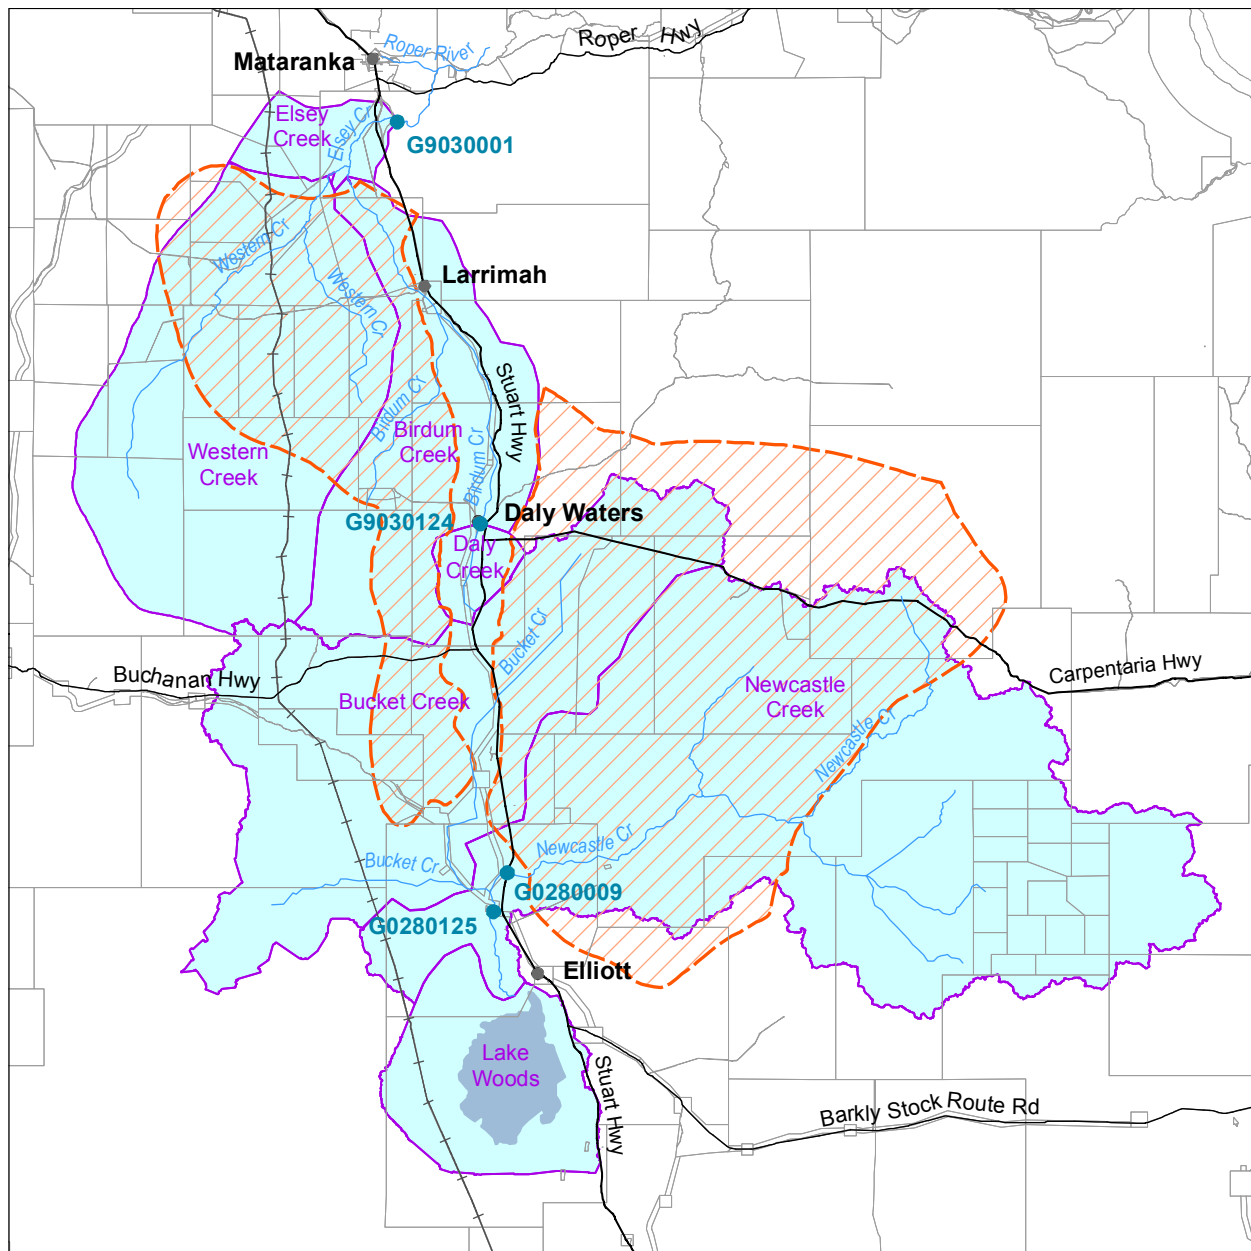 Roper Hwy
Roper River
Mataranka
Elsey
Creek
Elsey Cr
G9030001
Western Cr
Larrimah
Western Cr
Stuart Hwy
Birdum Cr
Birdum
Creek
Western
Creek
Birdum Cr
G9030124
Daly Waters
Daly
Creek
Bucket Cr
Buchanan Hwy
Carpentaria Hwy
Bucket Creek
Newcastle
Creek
Newcastle Cr
Newcastle Cr
Bucket Cr
G0280009
G0280125
Elliott
Lake
Woods
Stuart Hwy
Barkly Stock Route Rd